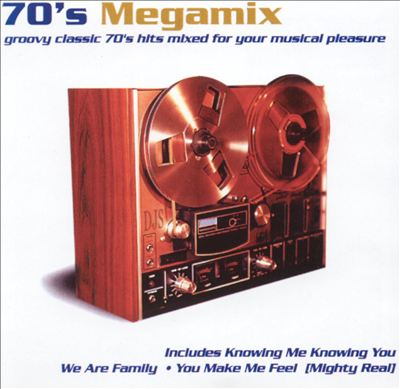 70's Megamix
groovy classic 70's hits mixed for your musical pleasure
DJS
Includes Knowing Me Knowing You
We Are Family • You Make Me Feel [Mighty Real]